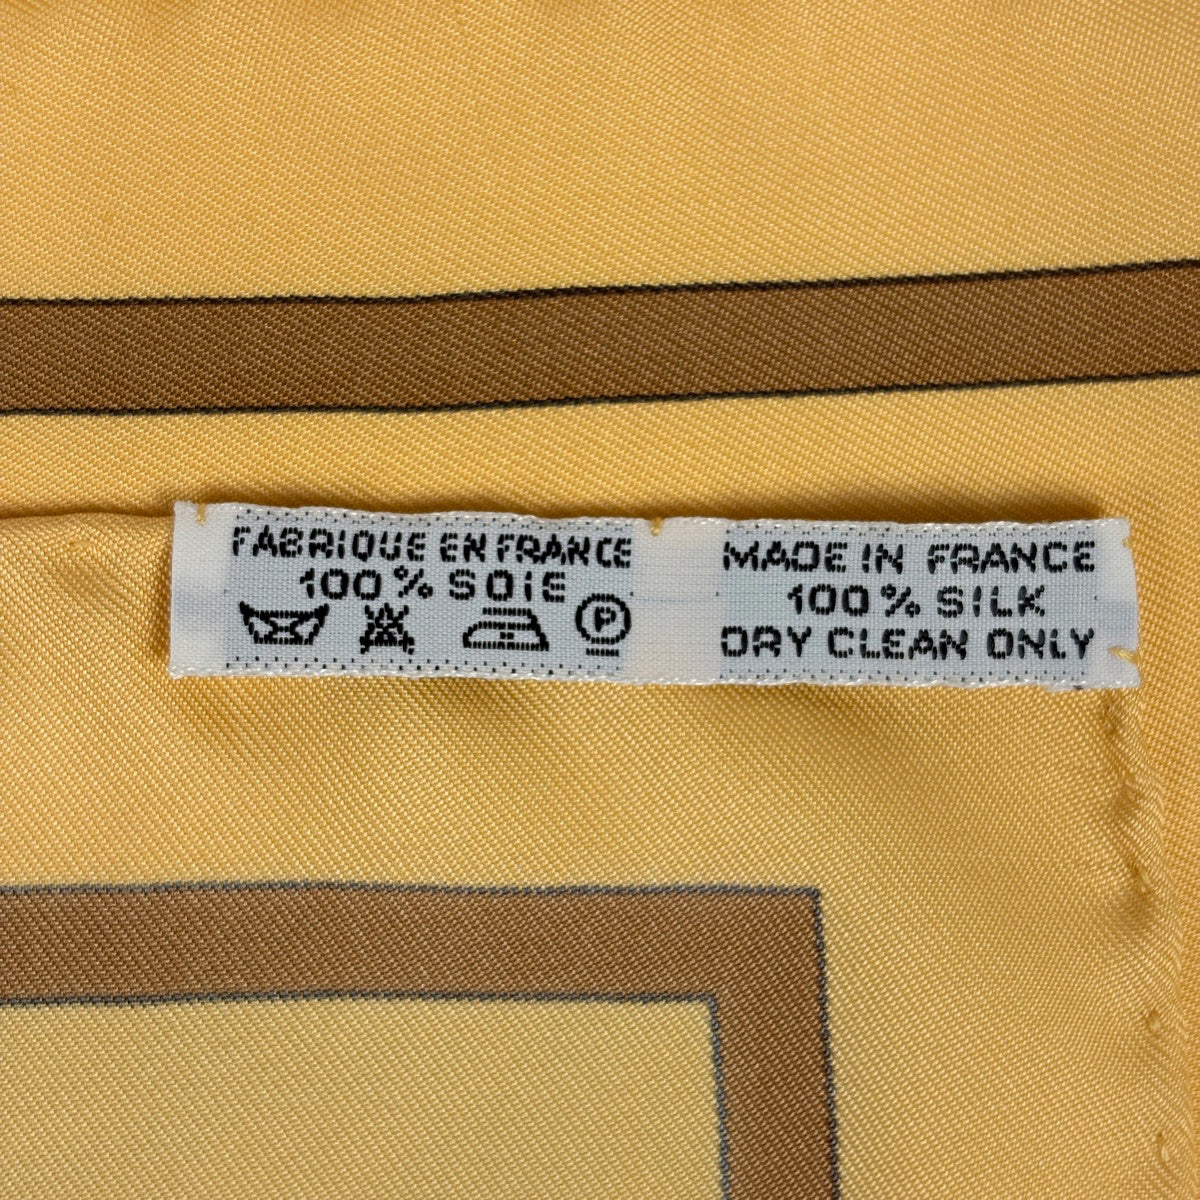 FABRIQUE EN FRANCE
100% SOIE
P
MADE IN FRANCE
100% SILK
DRY CLEAN ONLY